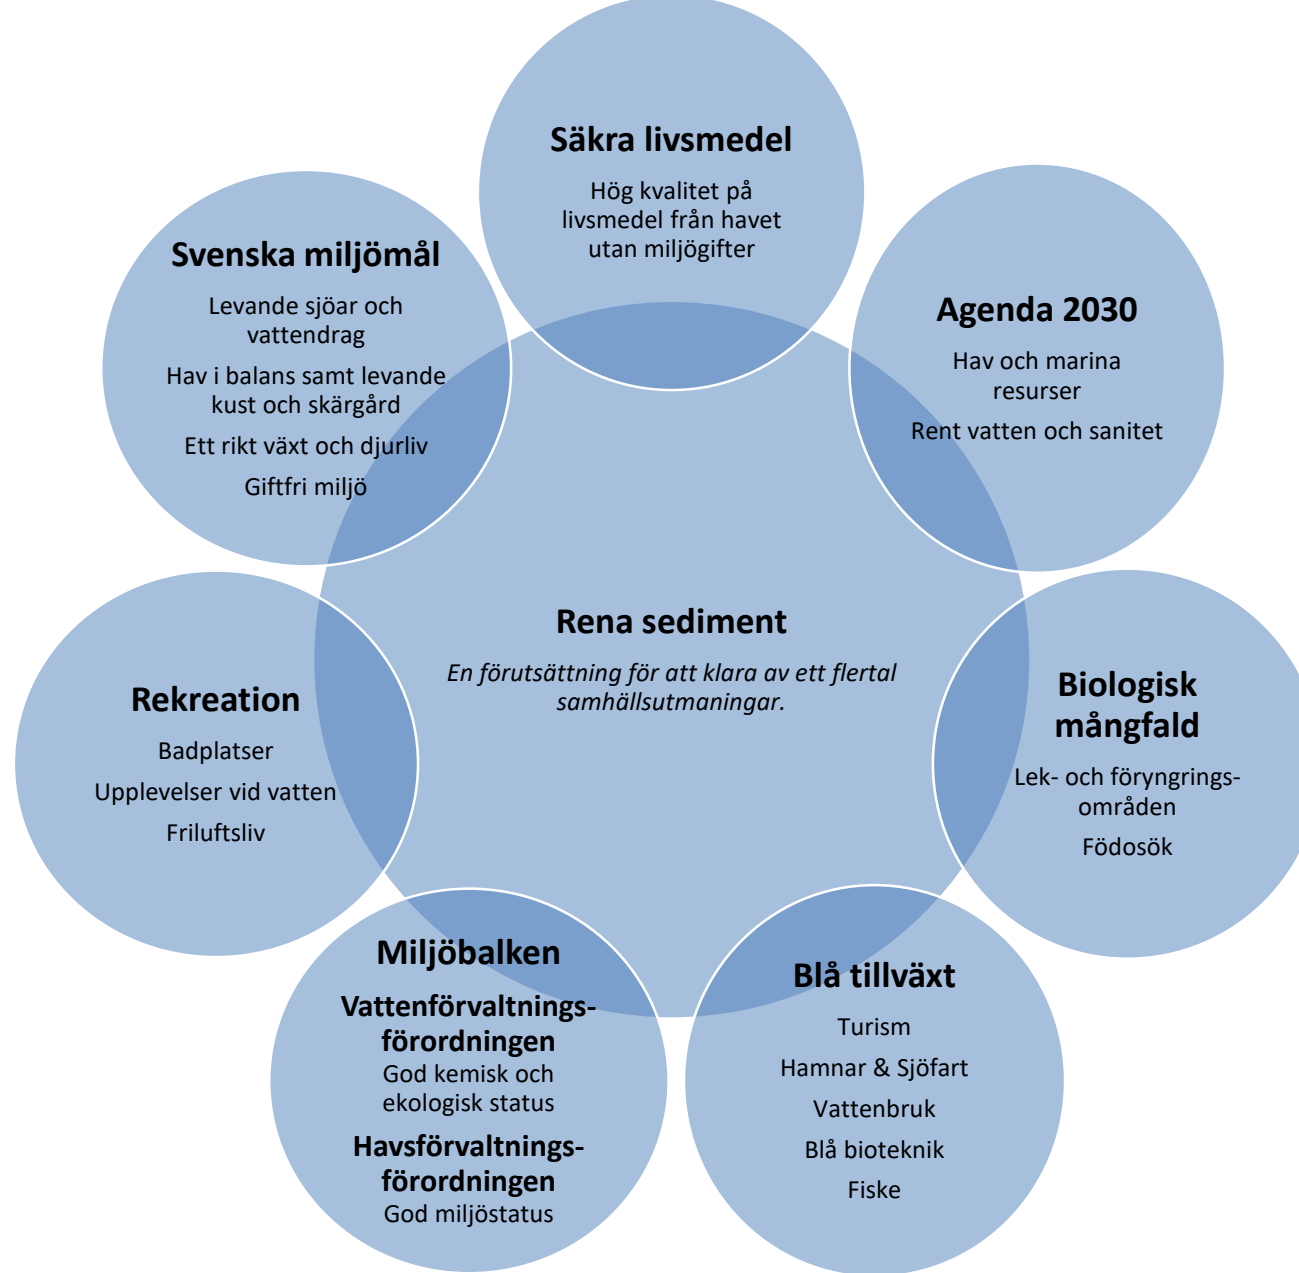 Säkra livsmedel
Hög kvalitet på
livsmedel från havet
utan miljögifter
Svenska miljömål
Levande sjöar och
vattendrag
Hav i balans samt levande
kust och skärgård
Ett rikt växt och djurliv
Giftfri miljö
Agenda 2030
Hav och marina
resurser
Rent vatten och sanitet
Rena sediment
En förutsättning för att klara av ett flertal
samhällsutmaningar.
Rekreation
Badplatser
Upplevelser vid vatten
Friluftsliv
Biologisk
mångfald
Lek- och föryngrings-
områden
Födosök
Miljöbalken
Vattenförvaltnings-
förordningen
God kemisk och
ekologisk status
Havsförvaltnings-
förordningen
God miljöstatus
Blå tillväxt
Turism
Hamnar & Sjöfart
Vattenbruk
Blå bioteknik
Fiske